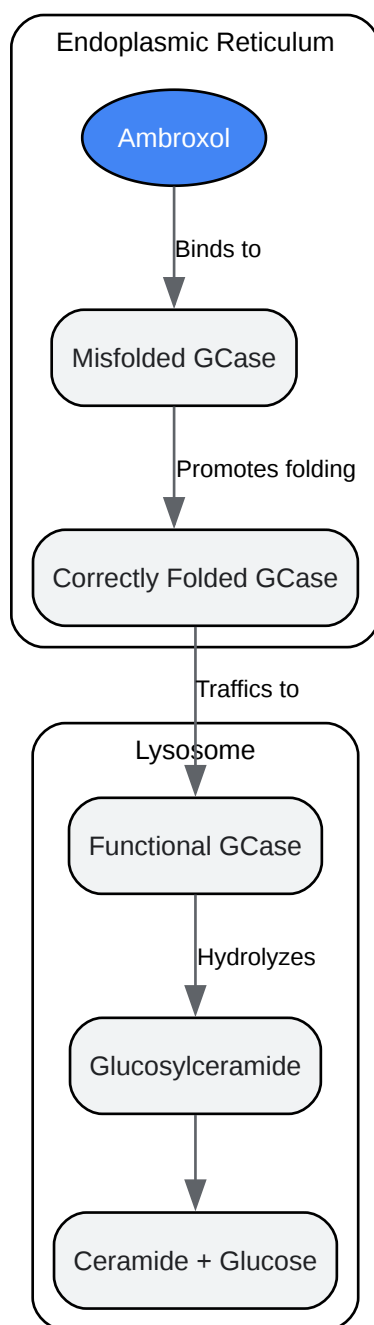 Endoplasmic Reticulum
Ambroxol
Binds to
Misfolded GCase
Promotes folding
Correctly Folded GCase
Traffics to
Lysosome
Functional GCase
Hydrolyzes
Glucosylceramide
Ceramide + Glucose